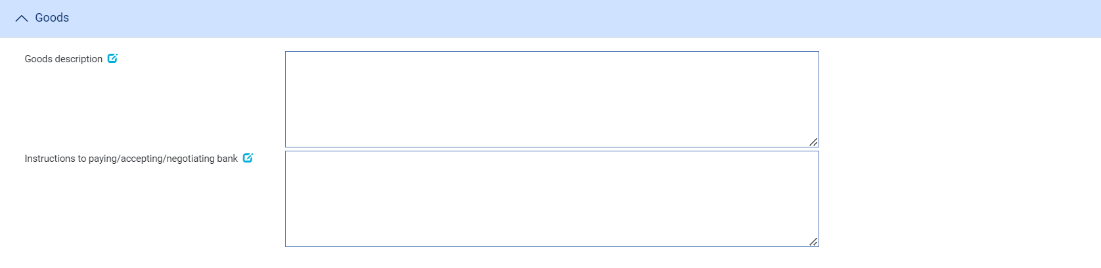 Goods
Goods description
Instructions to paying/accepting/negotiating bank